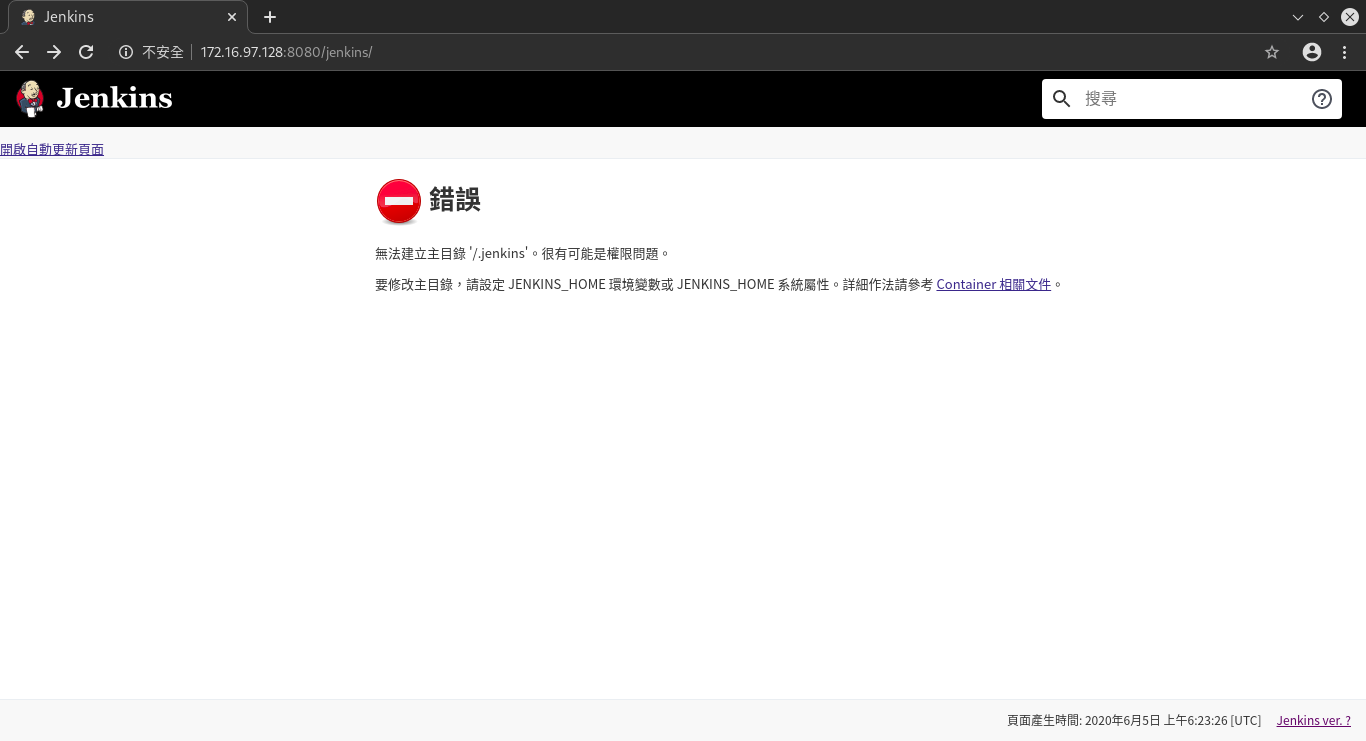 Jenkins
不安全 172.16.97.128:8080/jenkins/
Jenkins 搜尋
開啟自動更新頁面
錯誤
無法建立主目錄 '/.jenkins'。很有可能是權限問題。
要修改主目錄，請設定 JENKINS_HOME 環境變數或 JENKINS_HOME 系統屬性。詳細作法請參考 Container 相關文件。
頁面產生時間: 2020年6月5日 上午6:23:26 [UTC] Jenkins ver. ?